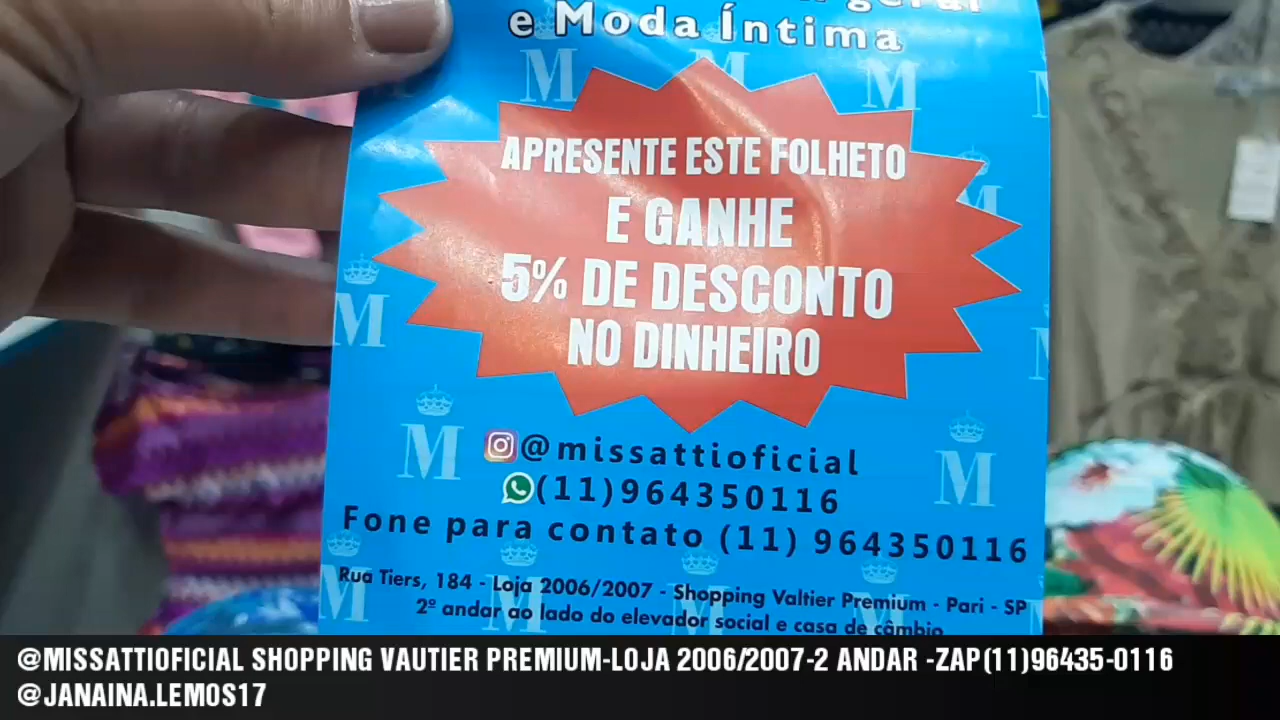 geral
e Moda Íntima
APRESENTE ESTE FOLHETO
E GANHE
5% DE DESCONTO
NO DINHEIRO
@missattioficial
(11)964350116
Fone para contato (11) 964350116
Rua Tiers, 184 - Loja 2006/2007 - Shopping Valtier Premium - Pari - SP
2º andar ao lado do elevador social e casa de câmbio
@MISSATTIOFICIAL SHOPPING VAUTIER PREMIUM-LOJA 2006/2007-2 ANDAR -ZAP(11)96435-0116
@JANAINA.LEMOS17